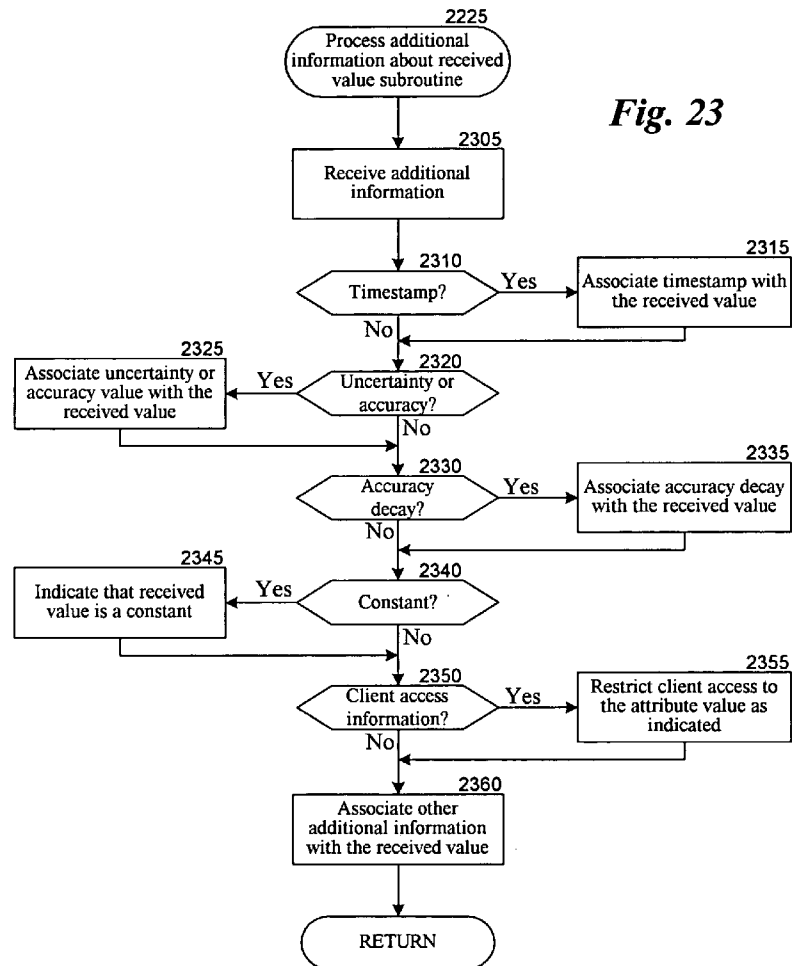 2225
Process additional
information about received
value subroutine
Fig. 23
2305
Receive additional
information
2310
Timestamp?
Yes
No
2315
Associate timestamp with
the received value
2320
Uncertainty or
accuracy?
Yes
No
2325
Associate uncertainty or
accuracy value with the
received value
2330
Accuracy
decay?
Yes
No
2335
Associate accuracy decay
with the received value
2340
Constant?
Yes
No
2345
Indicate that received
value is a constant
2350
Client access
information?
Yes
No
2355
Restrict client access to
the attribute value as
indicated
2360
Associate other
additional information
with the received value
RETURN